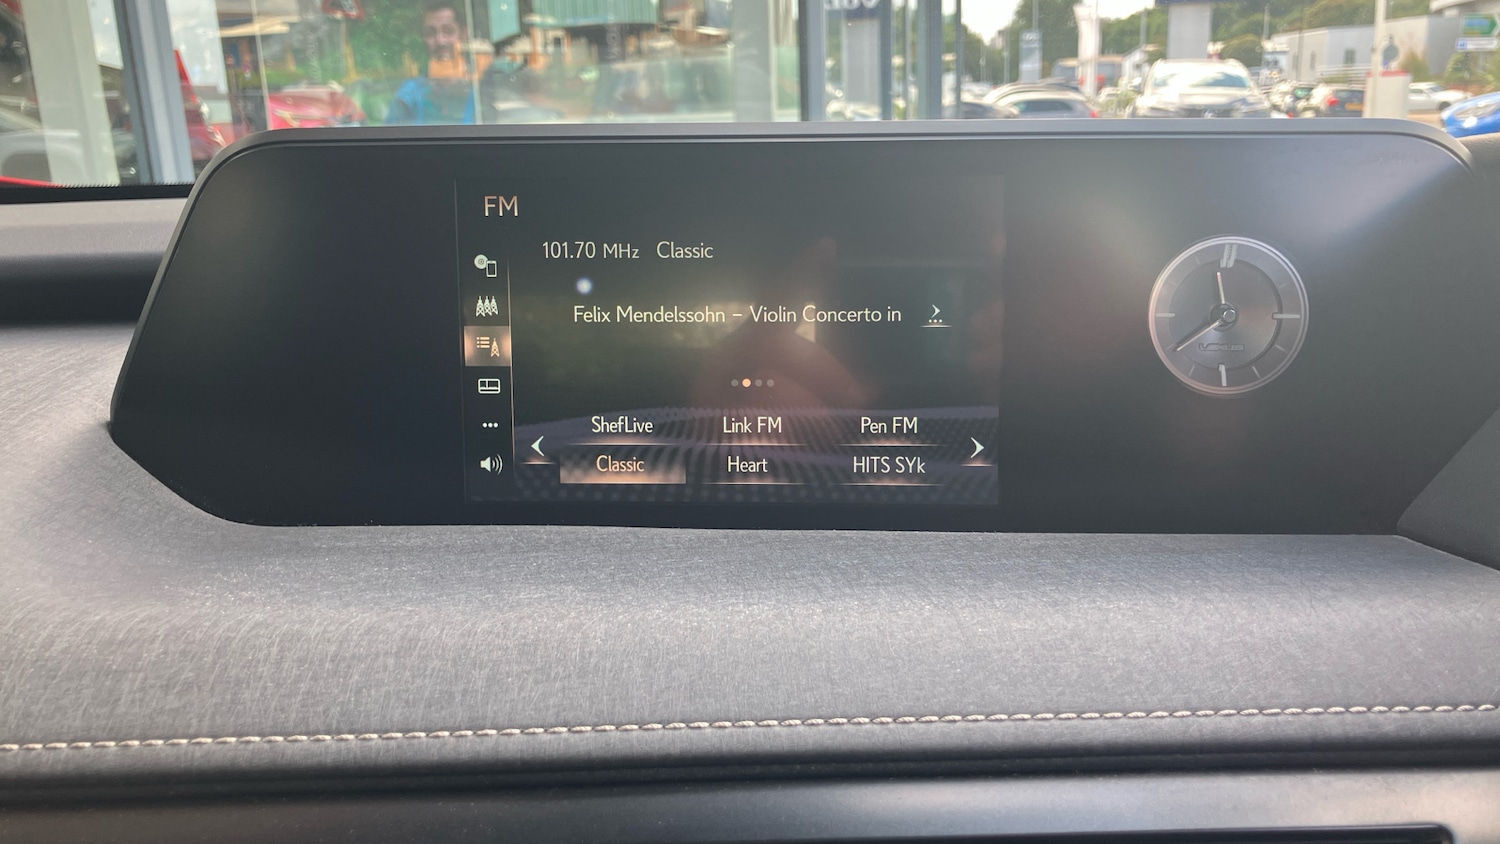 FM
101.70 MHz Classic
Felix Mendelssohn – Violin Concerto in
ShefLive
Link FM
Pen FM
Classic
Heart
HITS SYk
LEXUS